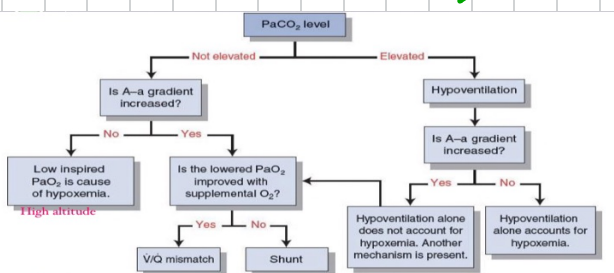 PaCO₂ level
Not elevated
Elevated
Is A–a gradient
increased?
Hypoventilation
No
Yes
Is A–a gradient
increased?
Low inspired
PaO₂ is cause
of hypoxemia.
High altitude
Is the lowered PaO₂
improved with
supplemental O₂?
Yes
No
Yes
No
V̇/Q̇ mismatch
Shunt
Hypoventilation alone
does not account for
hypoxemia. Another
mechanism is present.
Hypoventilation
alone accounts for
hypoxemia.